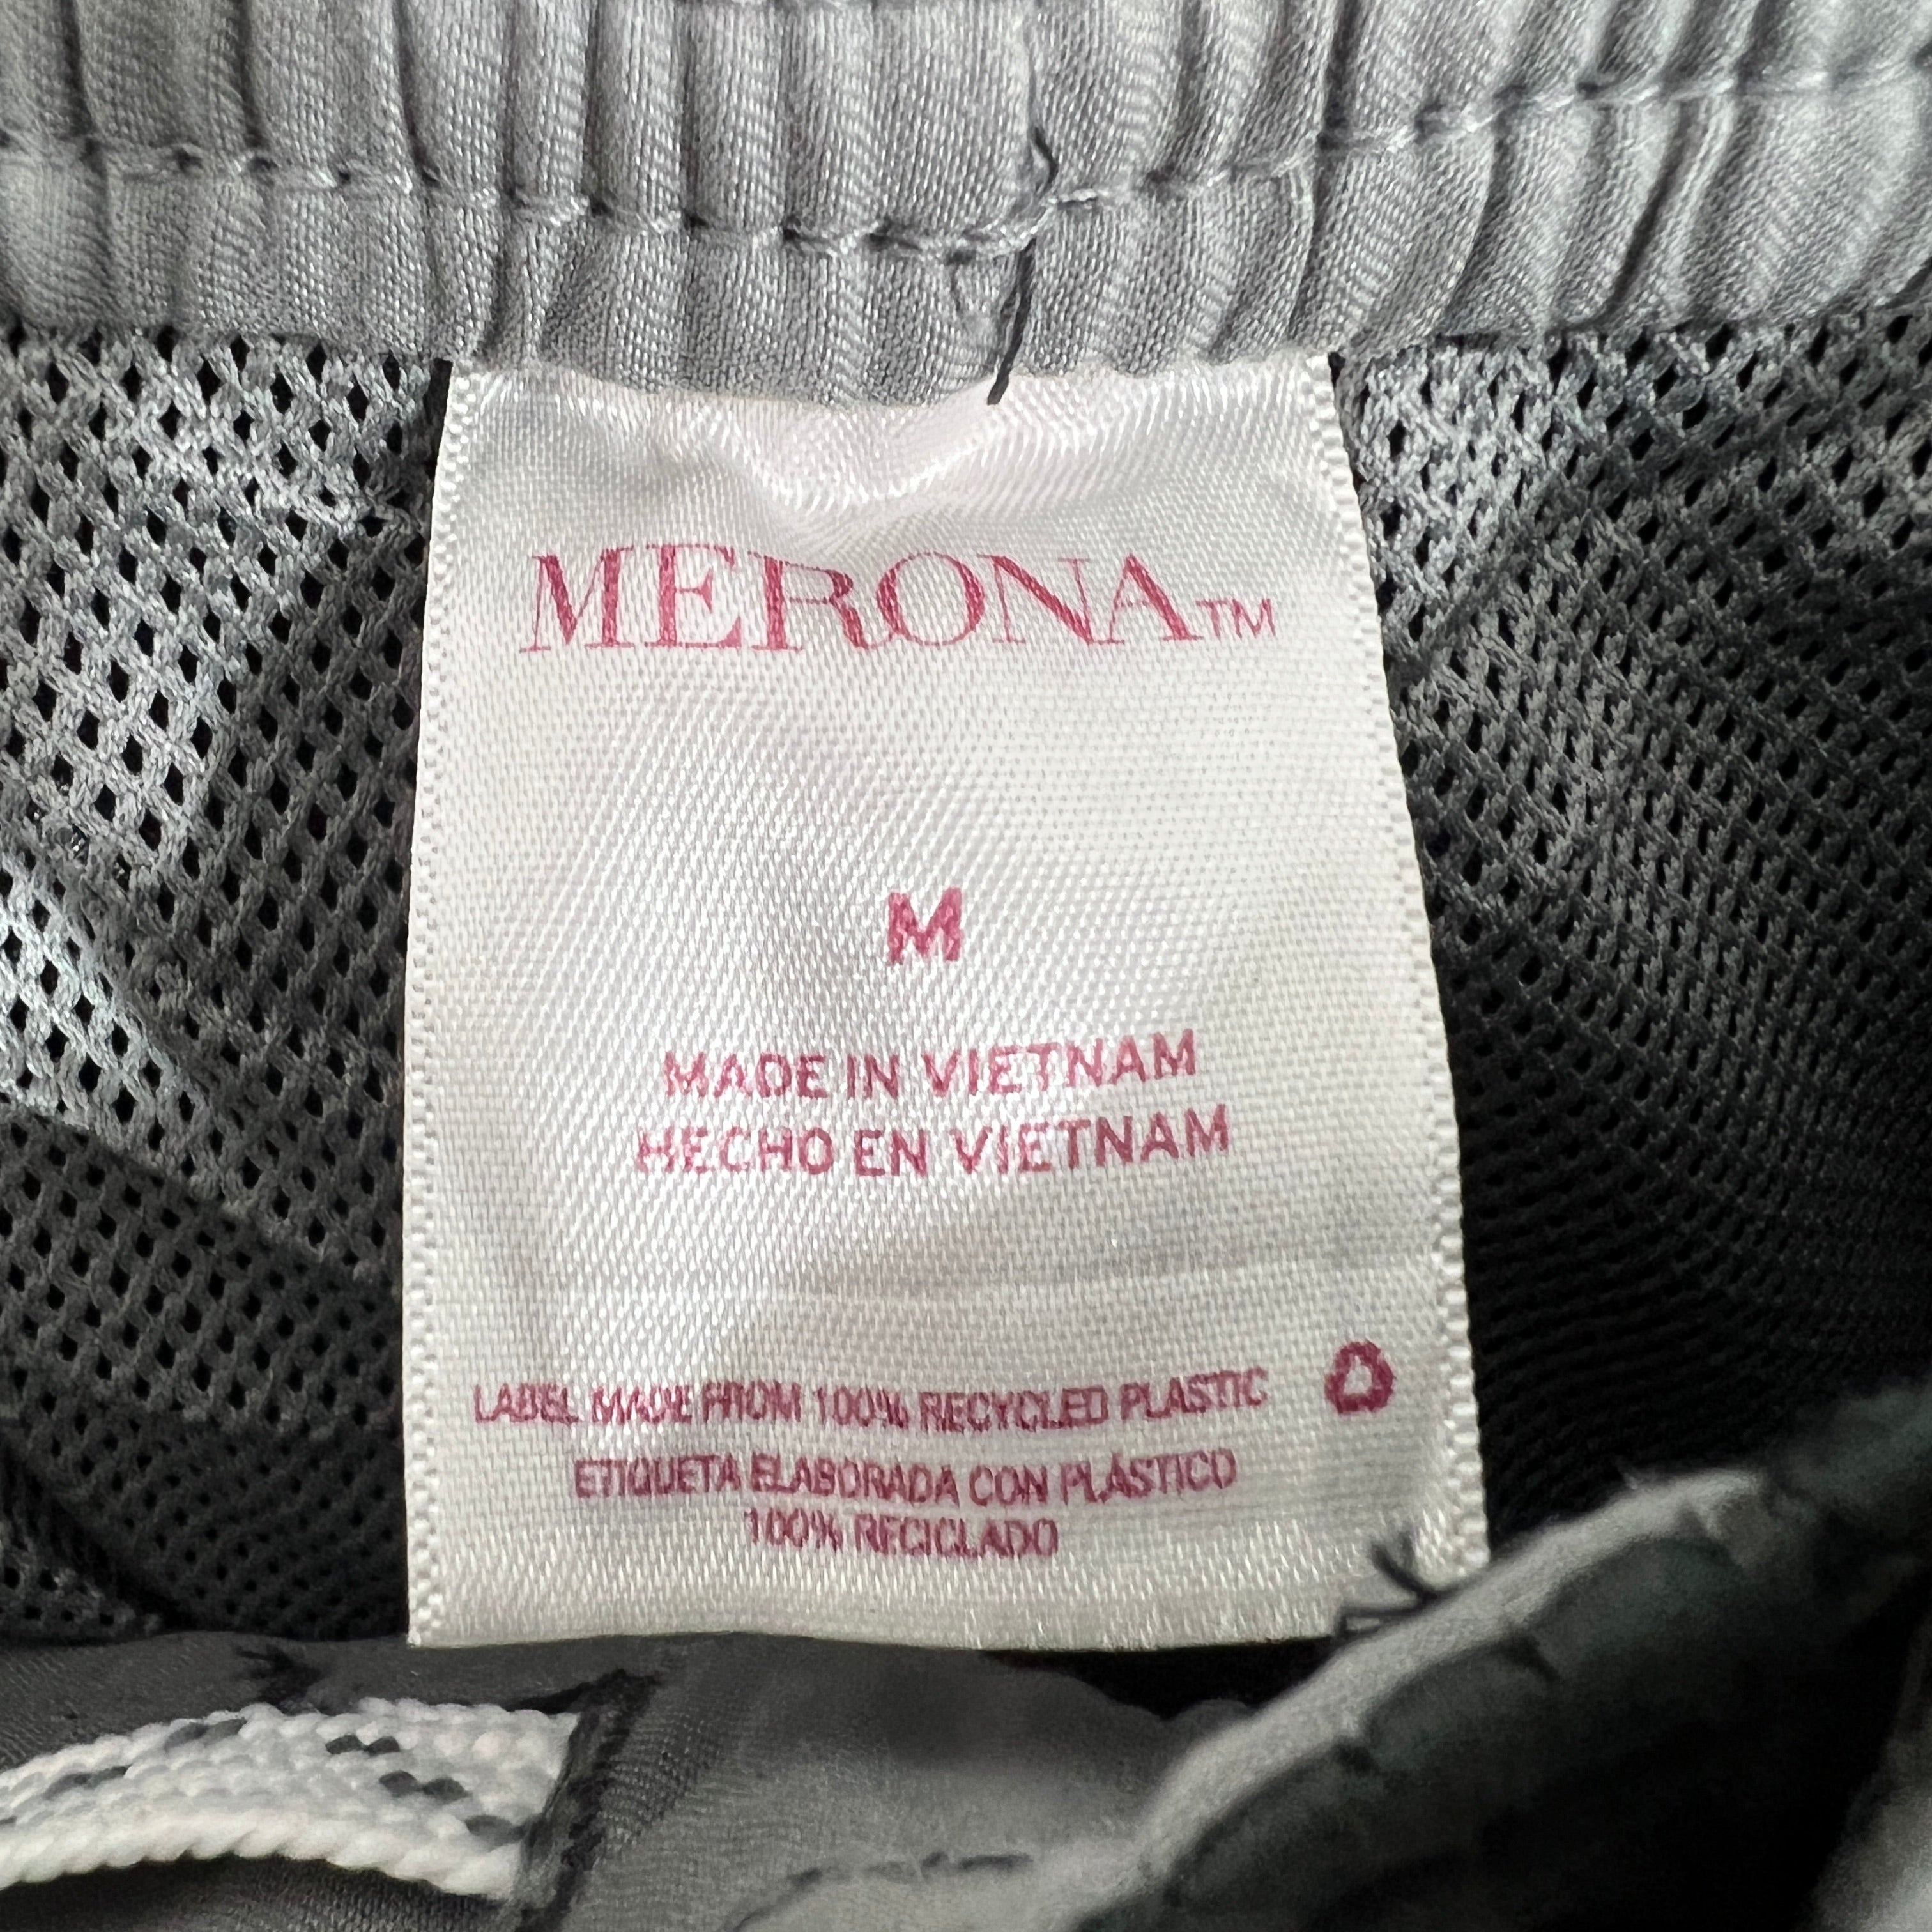 MERONA™
M
MADE IN VIETNAM
HECHO EN VIETNAM
LABEL MADE FROM 100% RECYCLED PLASTIC
ETIQUETA ELABORADA CON PLÁSTICO
100% RECICLADO